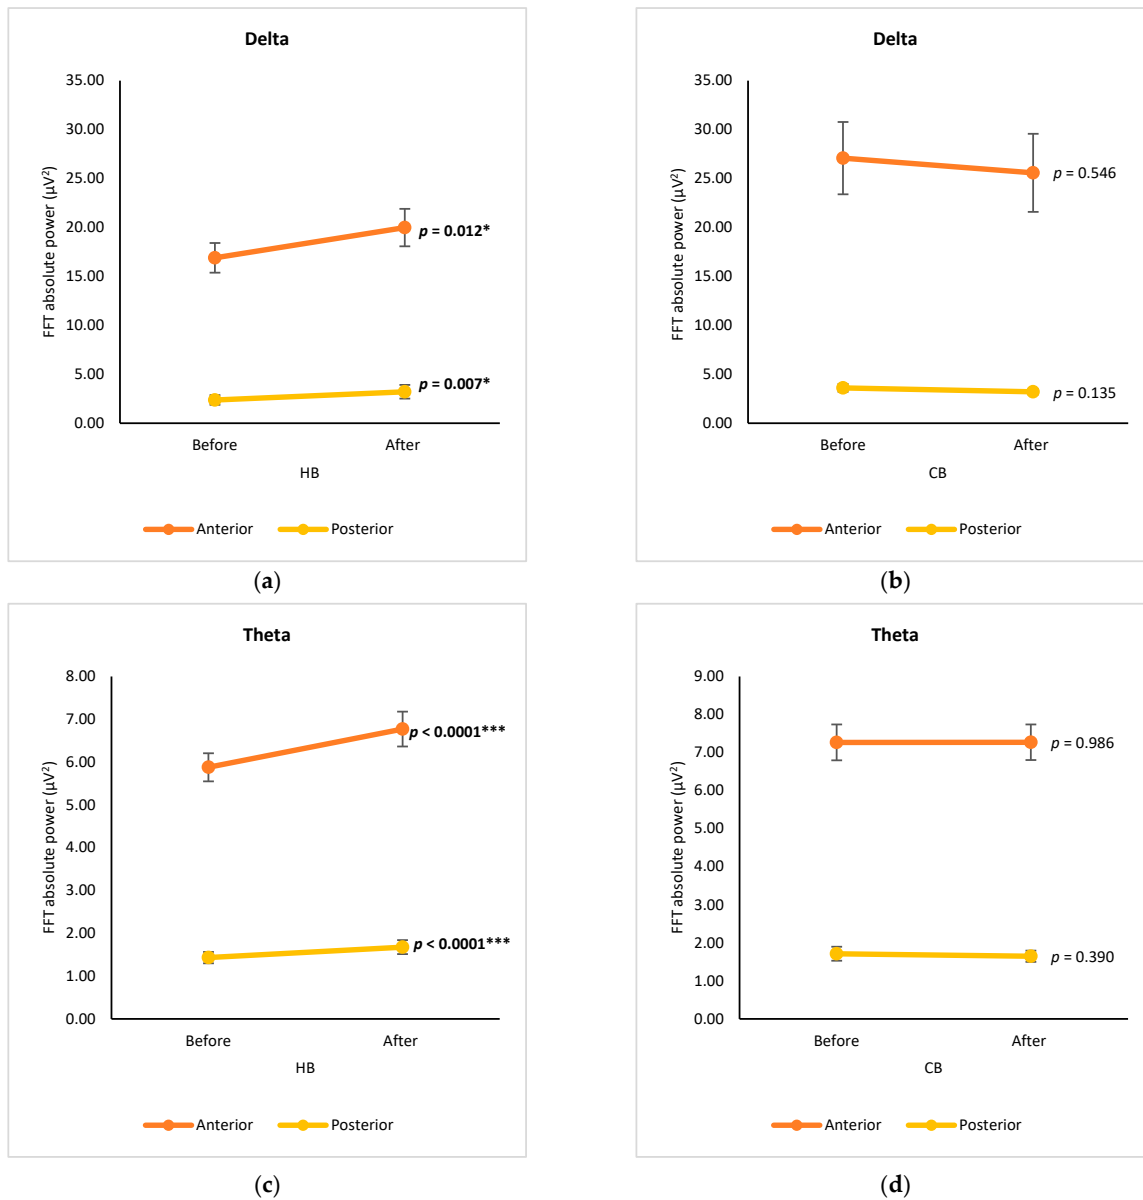 Delta
FFT absolute power (µV²)
35.00
30.00
25.00
20.00
15.00
10.00
5.00
0.00
p = 0.012*
p = 0.007*
Before After
HB
Anterior Posterior
(a)
Delta
FFT absolute power (µV²)
35.00
30.00
25.00
20.00
15.00
10.00
5.00
0.00
p = 0.546
p = 0.135
Before After
CB
Anterior Posterior
(b)
Theta
FFT absolute power (µV²)
8.00
7.00
6.00
5.00
4.00
3.00
2.00
1.00
0.00
p < 0.0001***
p < 0.0001***
Before After
HB
Anterior Posterior
(c)
Theta
FFT absolute power (µV²)
9.00
8.00
7.00
6.00
5.00
4.00
3.00
2.00
1.00
0.00
p = 0.986
p = 0.390
Before After
CB
Anterior Posterior
(d)